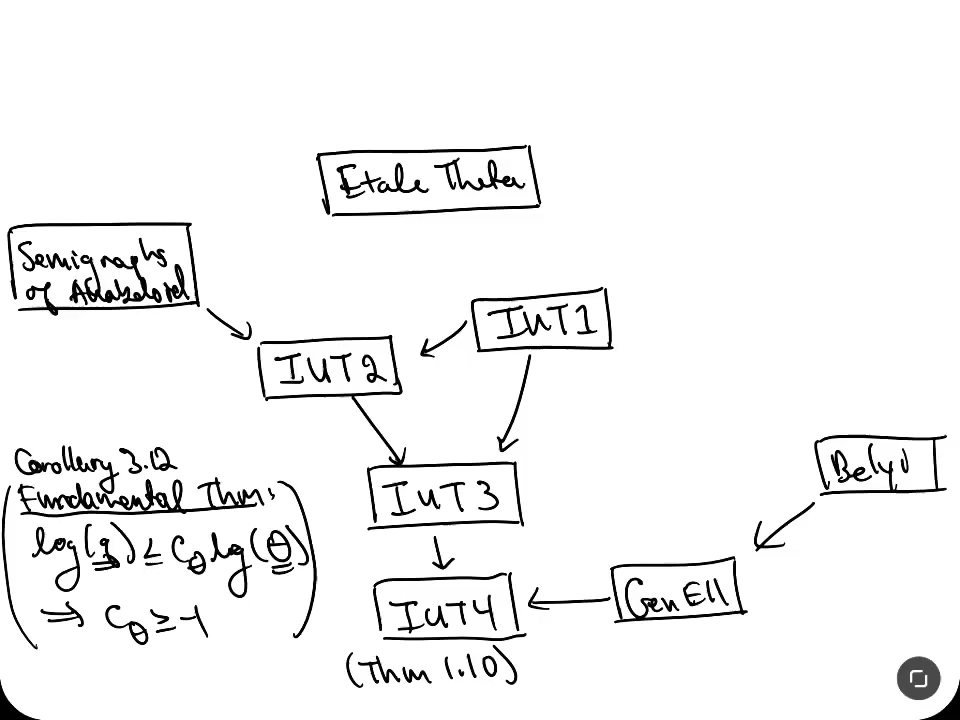 Etale Theta
Semigraphs
of Anabelioid
IUT1
IUT2
Corollary 3.12
Fundamental Thm:
log(q) ≤ C_θ log(θ)
⇒ C_θ ≥ -1
IUT3
Belyi
IUT4
GenEll
(Thm 1.10)